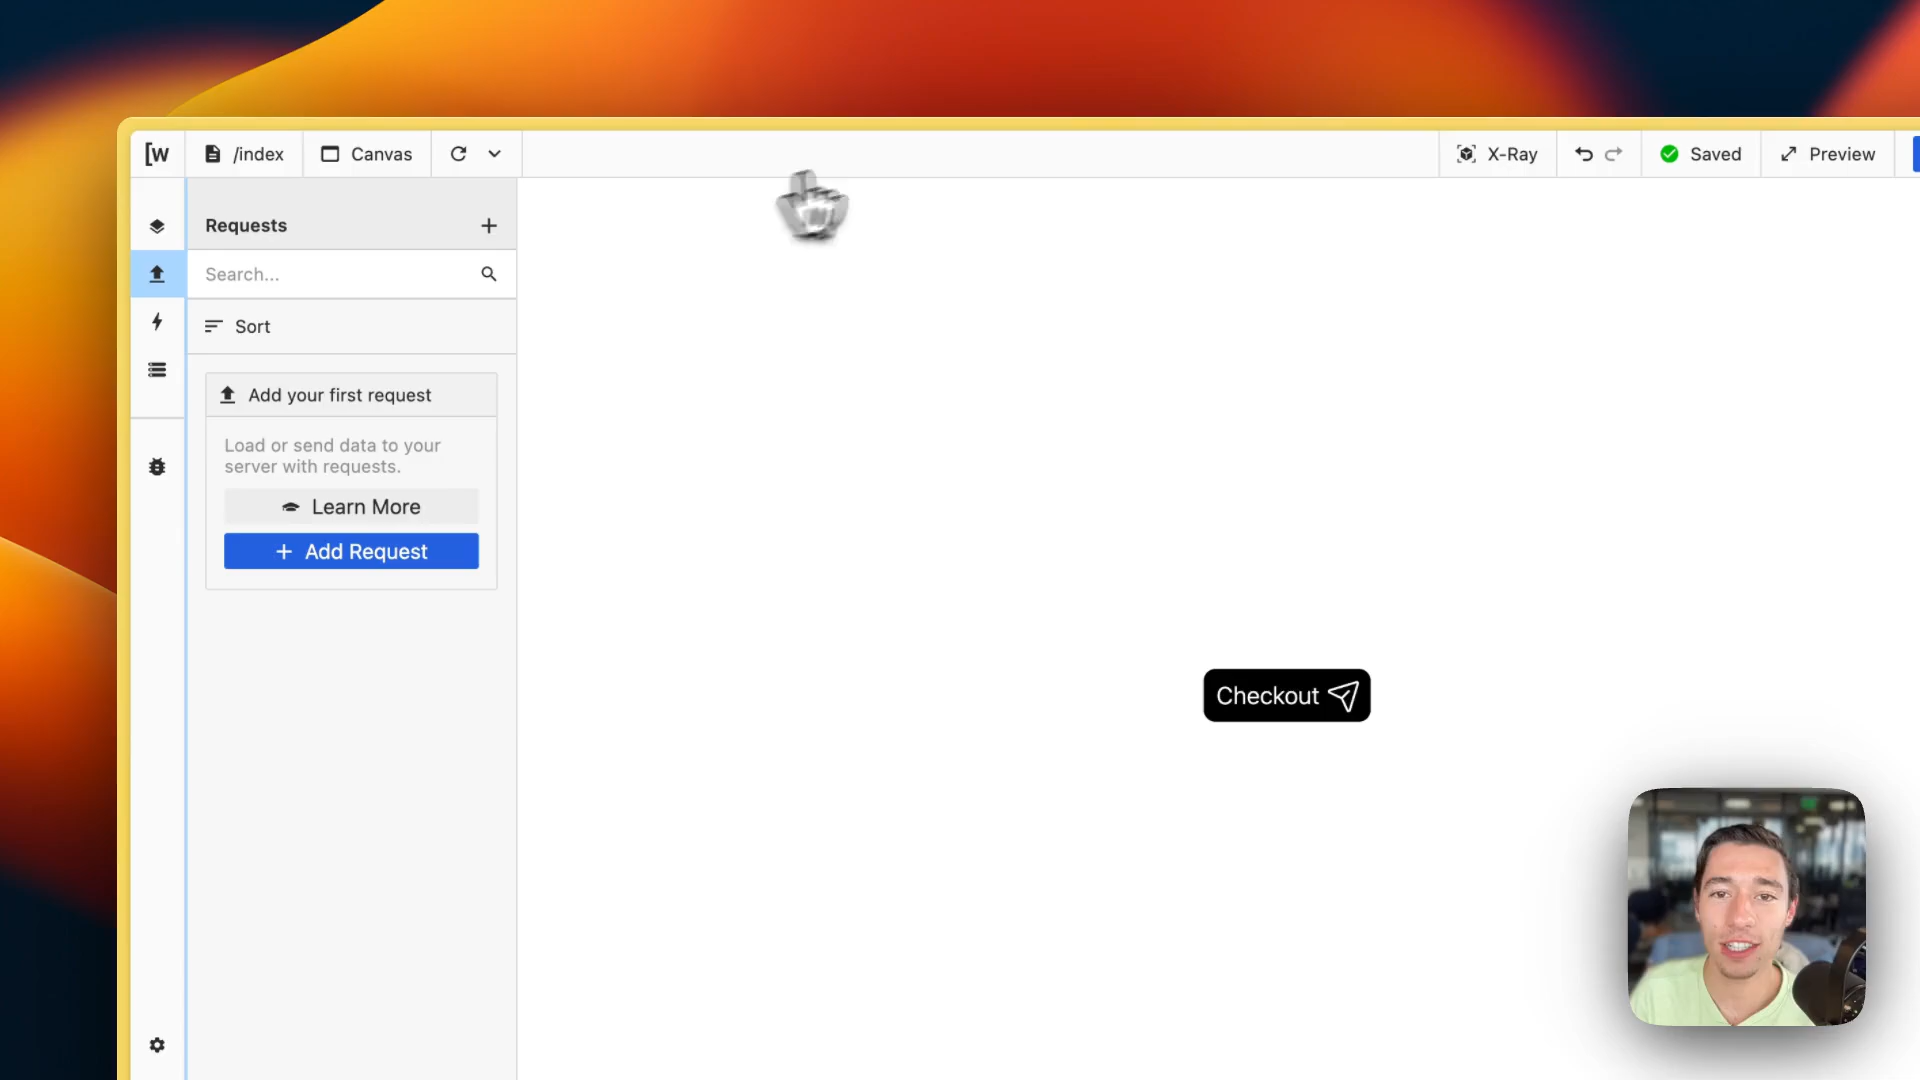 [W /index Canvas X-Ray Saved Preview
Requests
Search...
Sort
Add your first request
Load or send data to your
server with requests.
Learn More
Add Request
Checkout